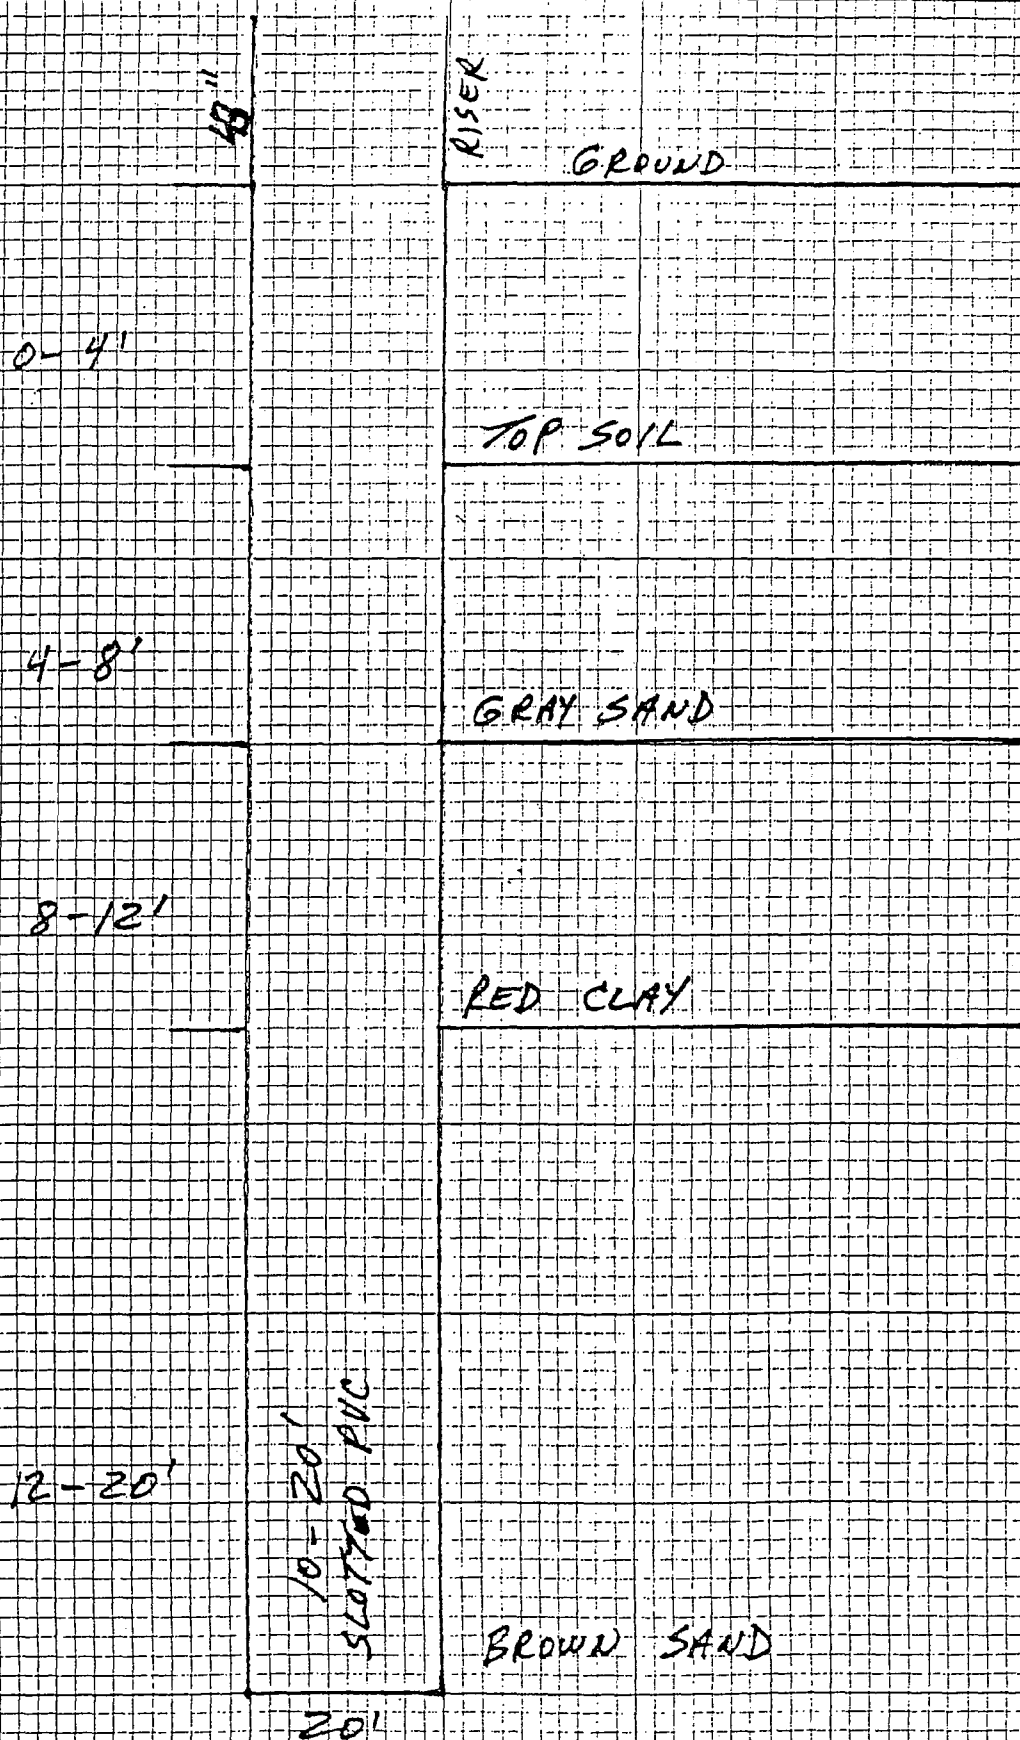 48"
RISER
GROUND
0-4'
TOP SOIL
4-8'
GRAY SAND
8-12'
RED CLAY
12-20'
10-20'
SLOTTED PVC
BROWN SAND
20'